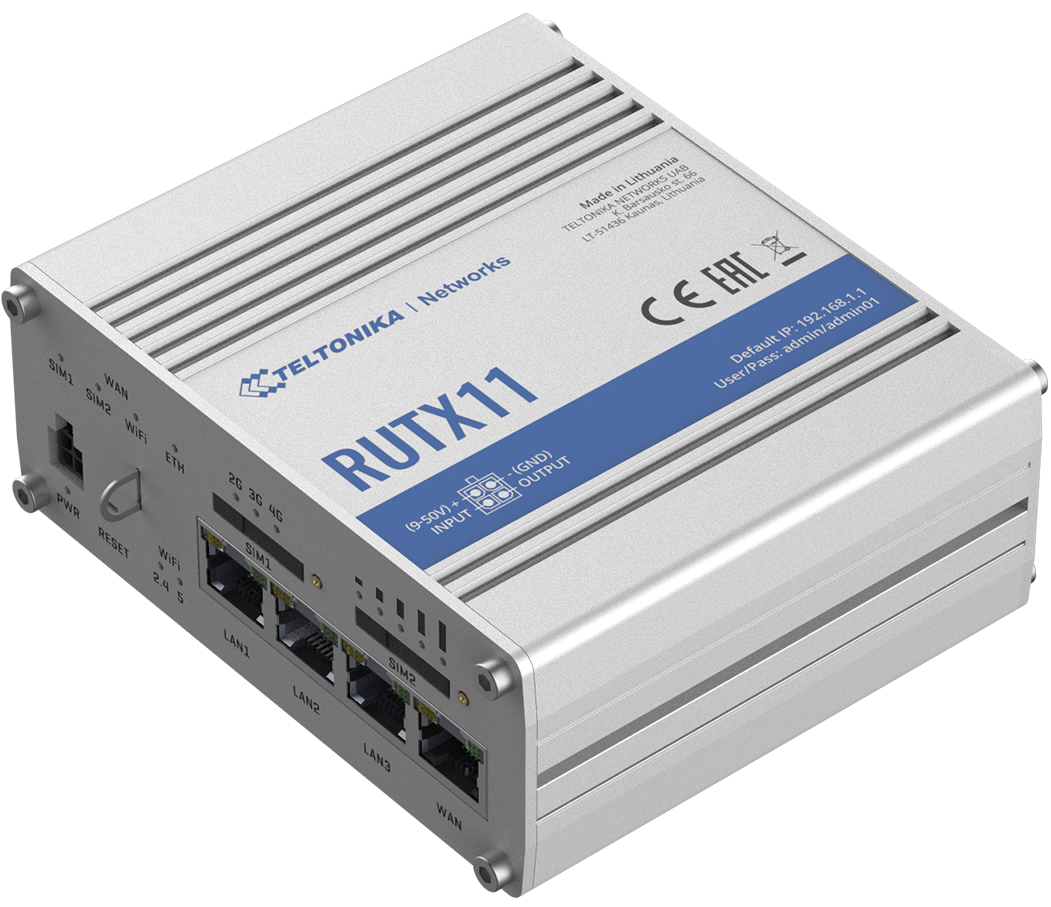 Made in Lithuania
TELTONIKA NETWORKS UAB
K. Barsausko st. 66
LT-51436 Kaunas, Lithuania
TELTONIKA | Networks
CE EAC
RUTX11
Default IP: 192.168.1.1
User/Pass: admin/admin01
(9-50V) + - (GND)
INPUT OUTPUT
SIM1 WAN
SIM2 WiFi
ETH
PWR
RESET
2G 3G 4G
WiFi
2.4 5
SIM1
SIM2
LAN1
LAN2
LAN3
WAN